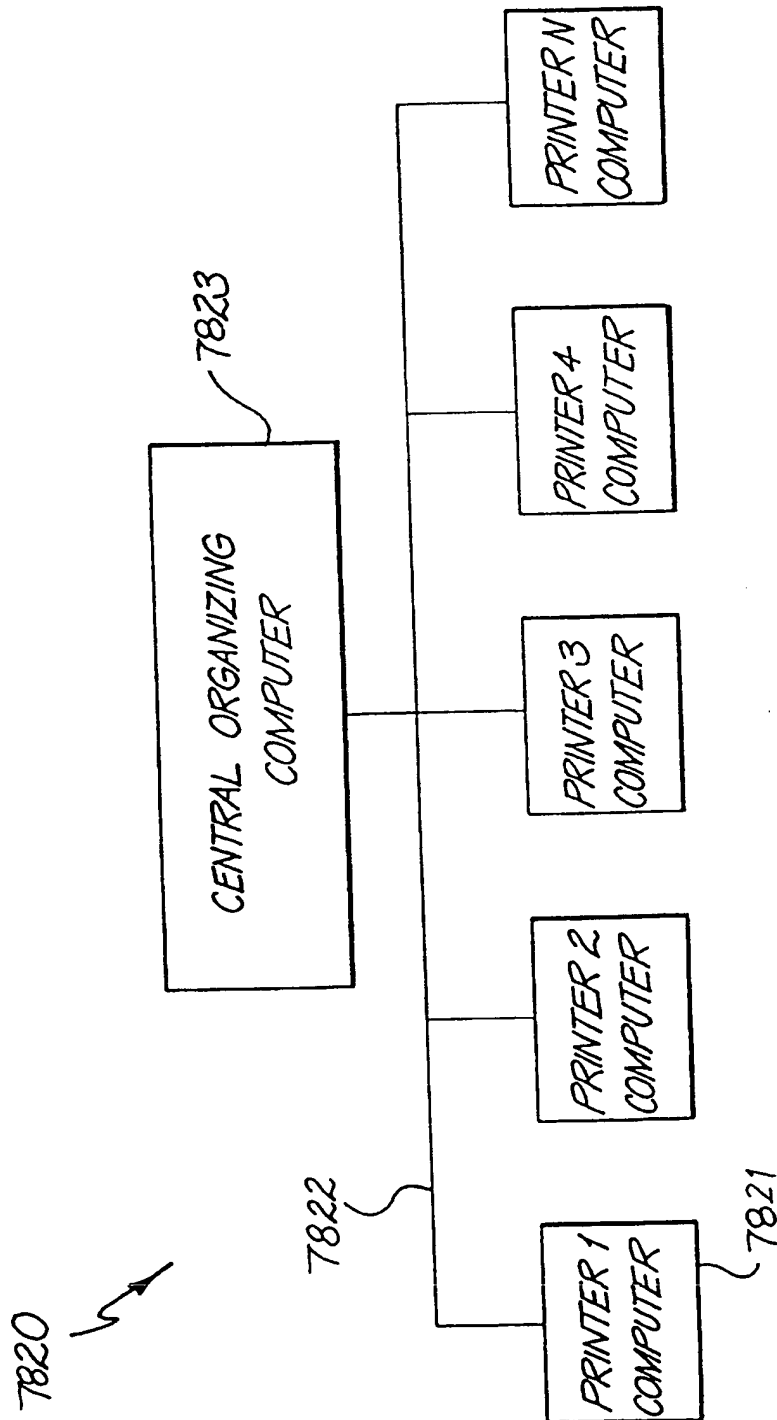 7820
7823
CENTRAL ORGANIZING
COMPUTER
7822
PRINTER 1
COMPUTER
PRINTER 2
COMPUTER
PRINTER 3
COMPUTER
PRINTER 4
COMPUTER
PRINTER N
COMPUTER
7821